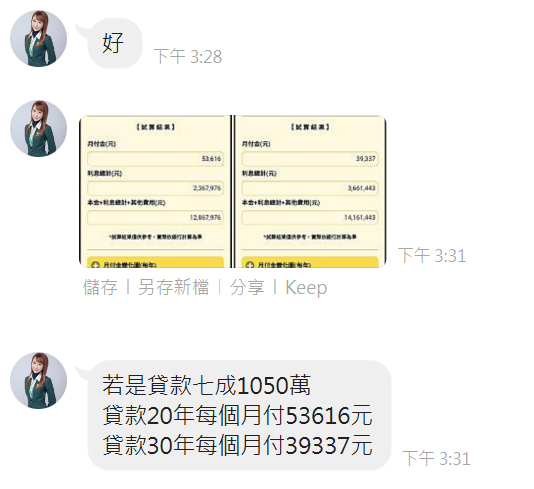 好
下午 3:28
【試算結果】
月付金(元)
53,616
利息總計(元)
2,367,976
本金+利息總計+其他費用(元)
12,867,976
*試算結果僅供參考，實際依銀行計算為準
月付金變化圖(每年)
【試算結果】
月付金(元)
39,337
利息總計(元)
3,661,443
本金+利息總計+其他費用(元)
14,161,443
*試算結果僅供參考，實際依銀行計算為準
月付金變化圖(每年)
下午 3:31
儲存 | 另存新檔 | 分享 | Keep
若是貸款七成1050萬
貸款20年每個月付53616元
貸款30年每個月付39337元
下午 3:31